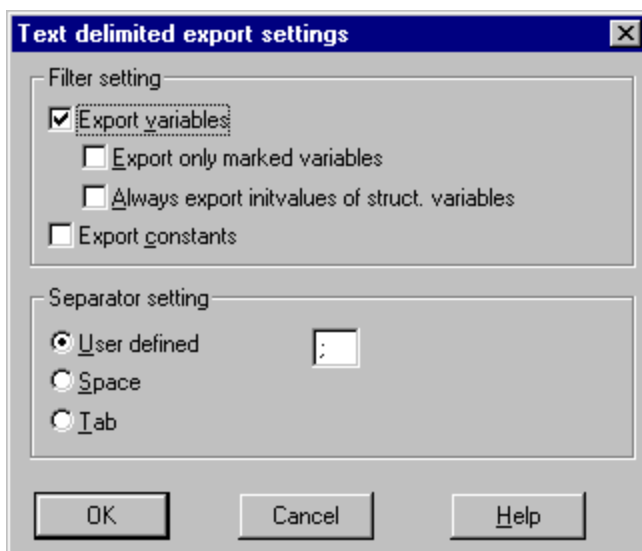 Text delimited export settings
Filter setting
Export variables
Export only marked variables
Always export initvalues of struct. variables
Export constants
Separator setting
User defined ;
Space
Tab
OK Cancel Help